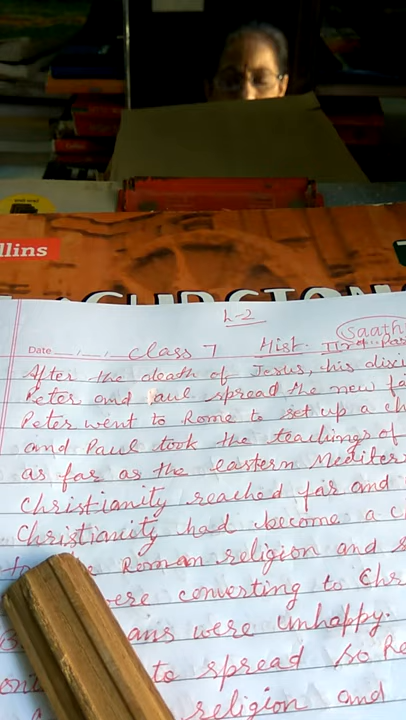 llins
L-2
Saath
Date Class 7 Hist.
After the death of Jesus, his disci
Peter and Paul spread the new fa
Peter went to Rome to set up a ch
and Paul took the teachings of
as far as the eastern Mediter
Christianity reached far and
Christianity had become a c
Roman religion and s
ere converting to Chr
ans were unhappy.
to spread so
religion and